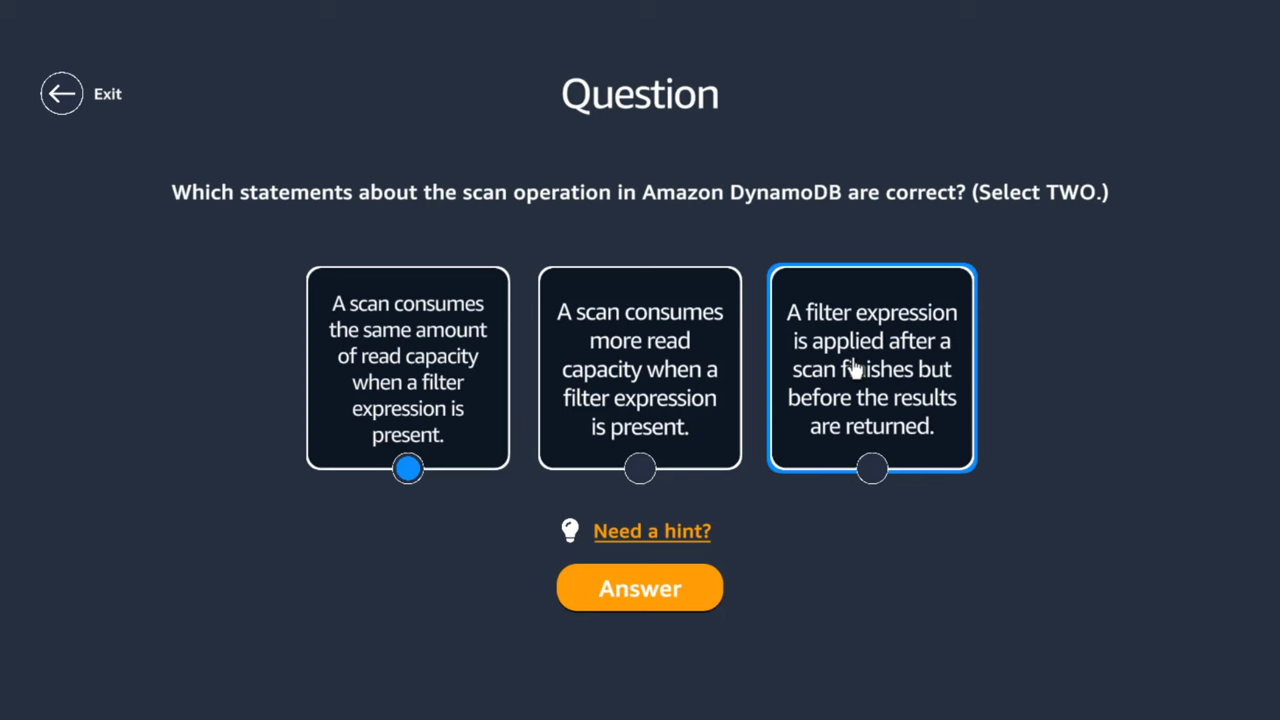 Exit
Question
Which statements about the scan operation in Amazon DynamoDB are correct? (Select TWO.)
A scan consumes
the same amount
of read capacity
when a filter
expression is
present.
A scan consumes
more read
capacity when a
filter expression
is present.
A filter expression
is applied after a
scan finishes but
before the results
are returned.
Need a hint?
Answer